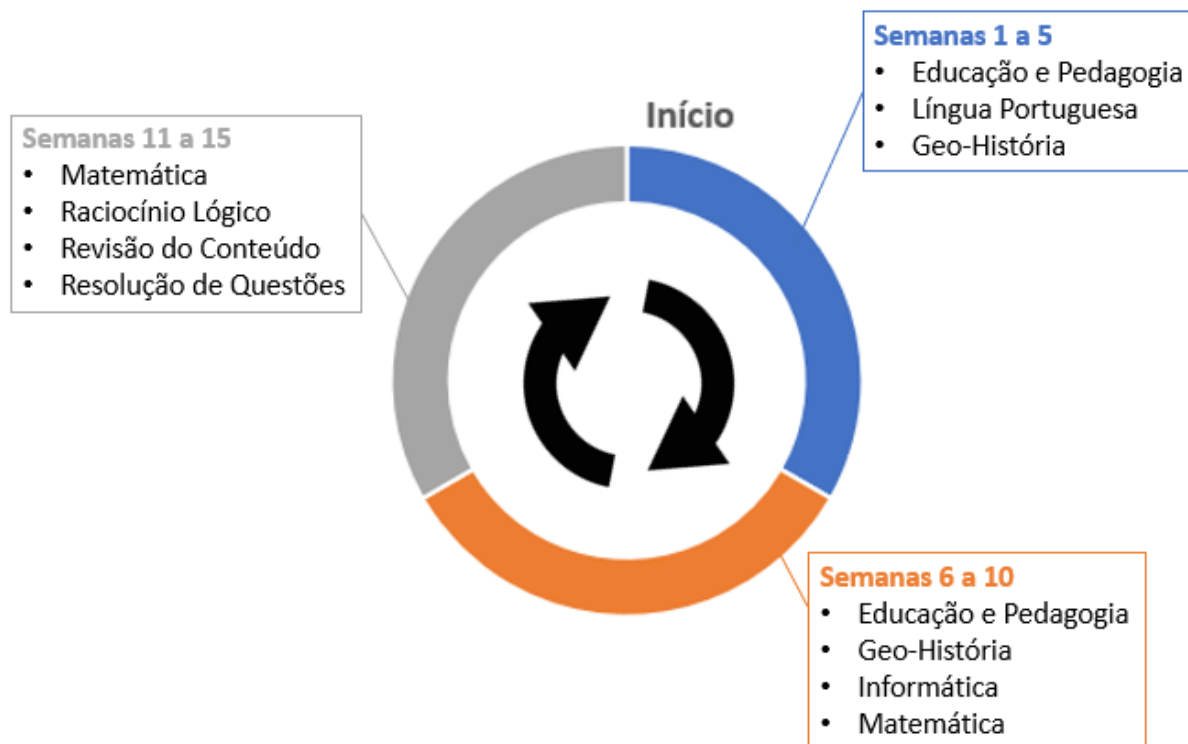 Início
Semanas 1 a 5
• Educação e Pedagogia
• Língua Portuguesa
• Geo-História
Semanas 6 a 10
• Educação e Pedagogia
• Geo-História
• Informática
• Matemática
Semanas 11 a 15
• Matemática
• Raciocínio Lógico
• Revisão do Conteúdo
• Resolução de Questões